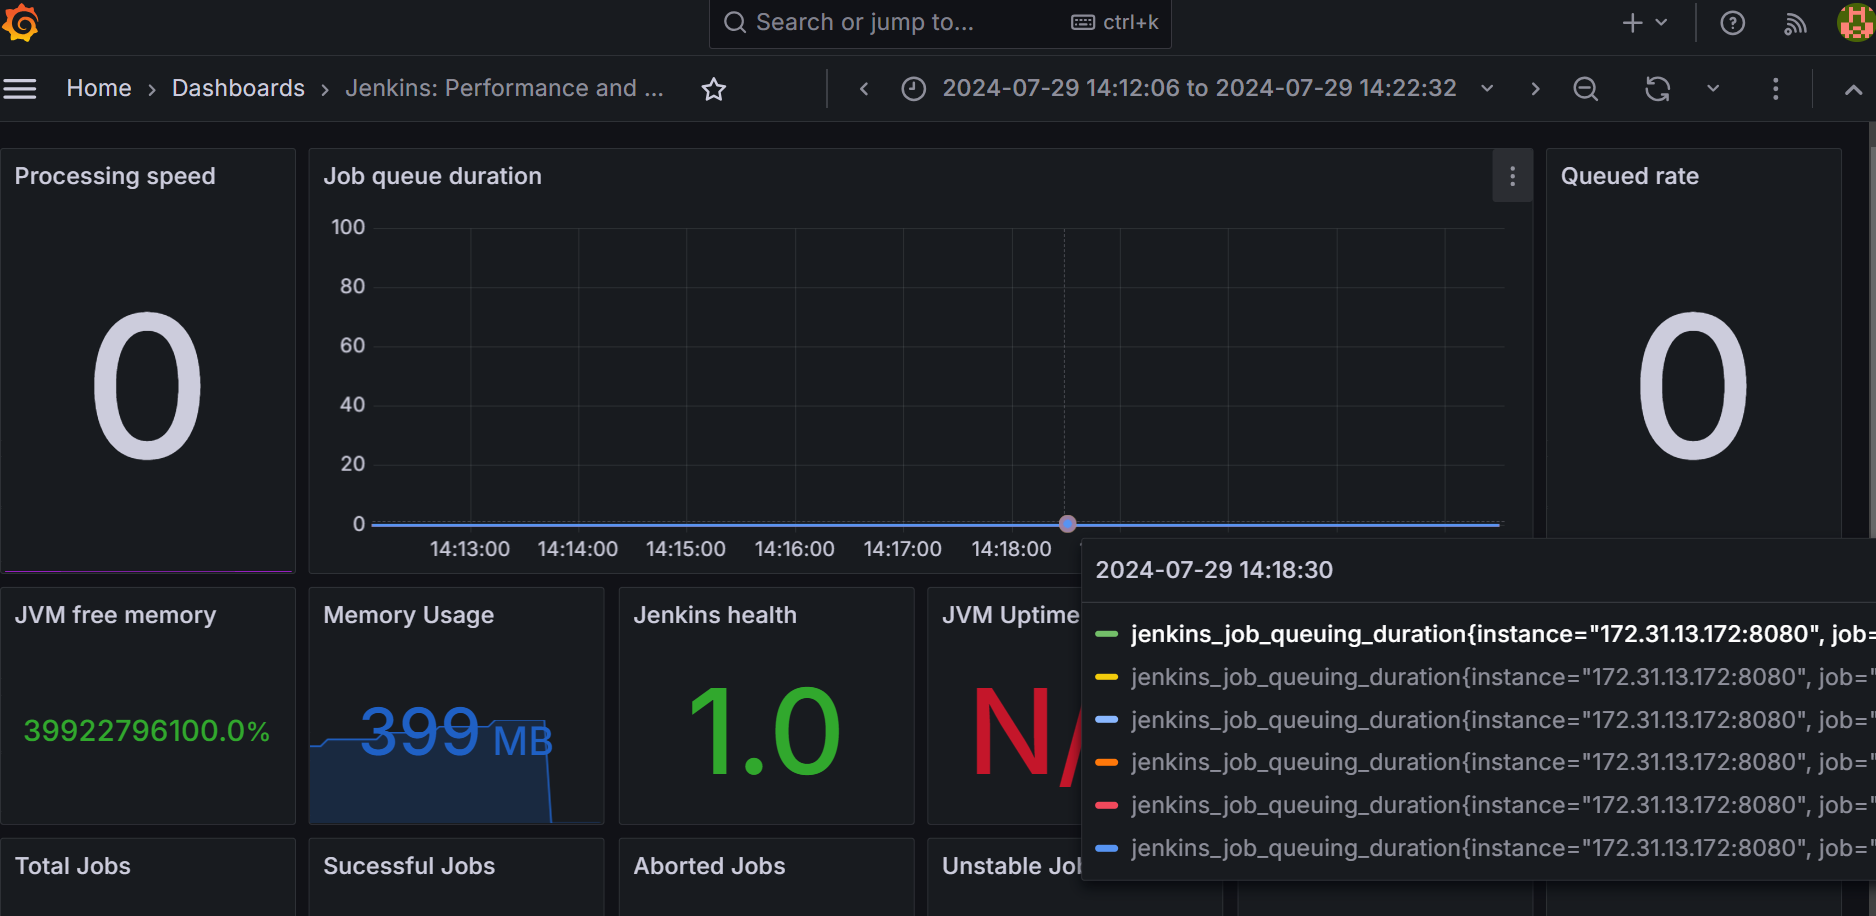 Search or jump to... ctrl+k
Home › Dashboards › Jenkins: Performance and ... 2024-07-29 14:12:06 to 2024-07-29 14:22:32
Processing speed
0
Job queue duration
100
80
60
40
20
0
14:13:00 14:14:00 14:15:00 14:16:00 14:17:00 14:18:00
Queued rate
0
2024-07-29 14:18:30
jenkins_job_queuing_duration{instance="172.31.13.172:8080", job=
jenkins_job_queuing_duration{instance="172.31.13.172:8080", job="
jenkins_job_queuing_duration{instance="172.31.13.172:8080", job="
jenkins_job_queuing_duration{instance="172.31.13.172:8080", job="
jenkins_job_queuing_duration{instance="172.31.13.172:8080", job="
jenkins_job_queuing_duration{instance="172.31.13.172:8080", job="
JVM free memory
39922796100.0%
Memory Usage
399 MB
Jenkins health
1.0
JVM Uptime
N/
Total Jobs
Sucessful Jobs
Aborted Jobs
Unstable Jo